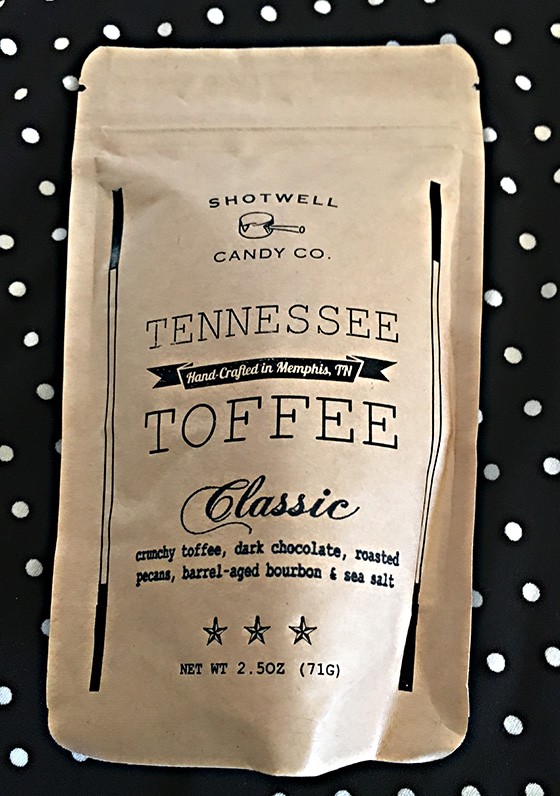 SHOTWELL
CANDY CO.
TENNESSEE
Hand-Crafted in Memphis, TN
TOFFEE
Classic
crunchy toffee, dark chocolate, roasted
pecans, barrel-aged bourbon & sea salt
NET WT 2.5OZ (71G)